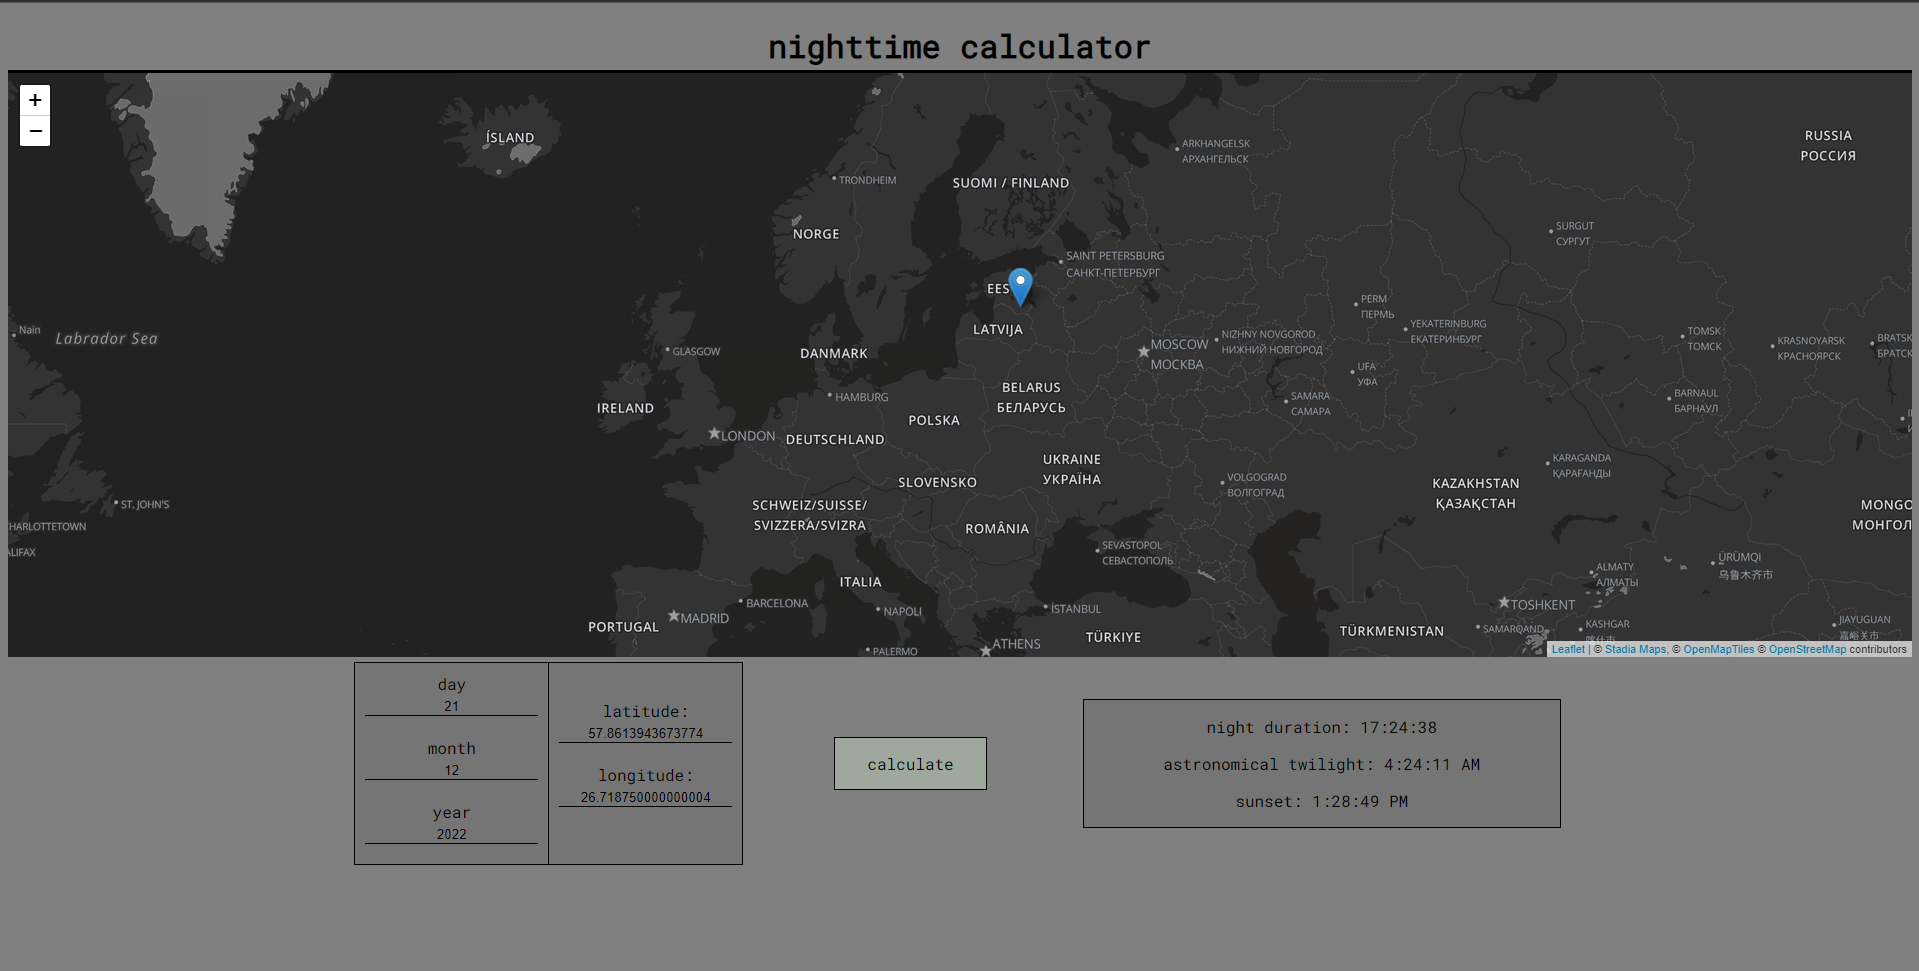 nighttime calculator
+
−
ÍSLAND
RUSSIA
РОССИЯ
ARKHANGELSK
АРХАНГЕЛЬСК
TRONDHEIM
SUOMI / FINLAND
NORGE
SURGUT
СУРГУТ
SAINT PETERSBURG
САНКТ-ПЕТЕРБУРГ
EES
LATVIJA
PERM
ПЕРМЬ
YEKATERINBURG
ЕКАТЕРИНБУРГ
NIZHNY NOVGOROD
НИЖНИЙ НОВГОРОД
Nain
Labrador Sea
TOMSK
ТОМСК
KRASNOYARSK
КРАСНОЯРСК
BRATSK
БРАТСК
MOSCOW
МОСКВА
GLASGOW
DANMARK
UFA
УФА
BELARUS
БЕЛАРУСЬ
HAMBURG
SAMARA
САМАРА
BARNAUL
БАРНАУЛ
IRELAND
POLSKA
LONDON
DEUTSCHLAND
UKRAINE
УКРАЇНА
KARAGANDA
ҚАРАҒАНДЫ
VOLGOGRAD
ВОЛГОГРАД
SLOVENSKO
KAZAKHSTAN
ҚАЗАҚСТАН
ST. JOHN'S
SCHWEIZ/SUISSE/
SVIZZERA/SVIZRA
MONGO
МОНГОЛ
HARLOTTETOWN
ROMÂNIA
ALIFAX
SEVASTOPOL
СЕВАСТОПОЛЬ
ÜRÜMQI
乌鲁木齐市
ALMATY
АЛМАТЫ
ITALIA
BARCELONA
NAPOLI
İSTANBUL
TOSHKENT
MADRID
PORTUGAL
TÜRKIYE
TÜRKMENISTAN
SAMARQAND
KASHGAR
喀什市
JIAYUGUAN
嘉峪关市
ATHENS
PALERMO
Leaflet | © Stadia Maps, © OpenMapTiles © OpenStreetMap contributors
day
21
month
12
year
2022
latitude:
57.8613943673774
longitude:
26.718750000000004
calculate
night duration: 17:24:38
astronomical twilight: 4:24:11 AM
sunset: 1:28:49 PM